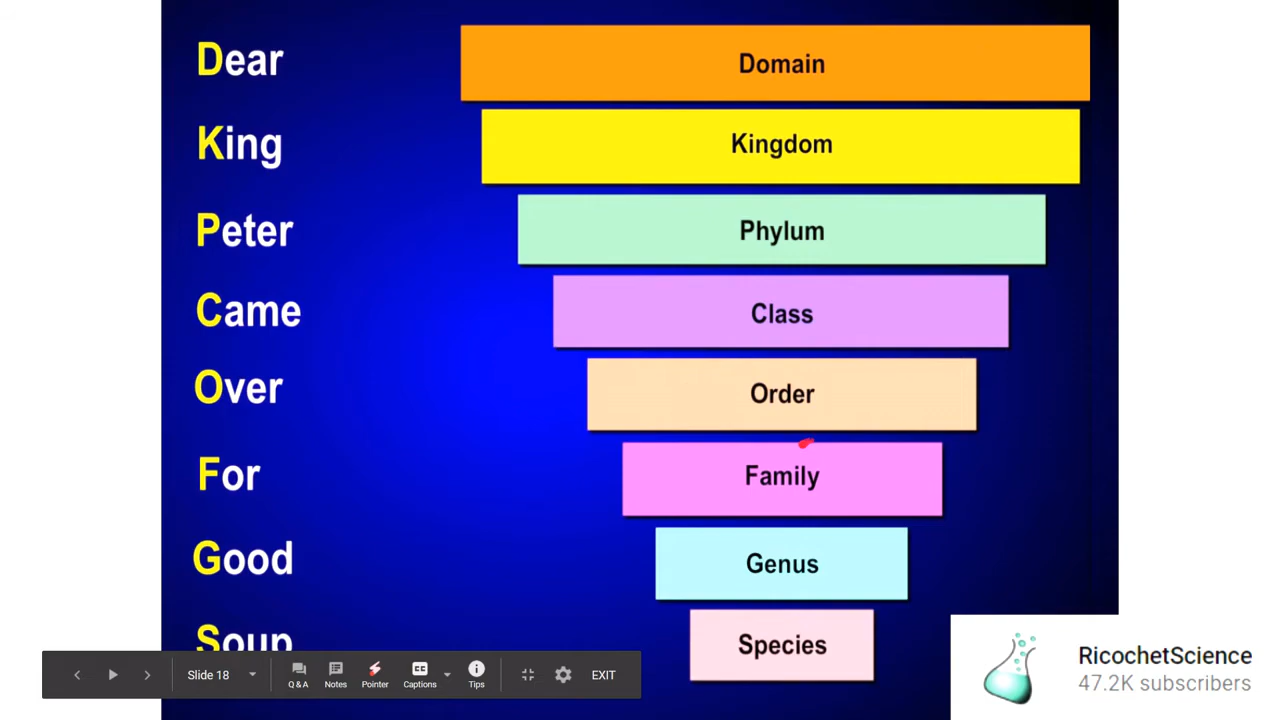 Dear Domain
King Kingdom
Peter Phylum
Came Class
Over Order
For Family
Good Genus
Soup Species
Slide 18 Q & A Notes Pointer Captions Tips EXIT
RicochetScience
47.2K subscribers